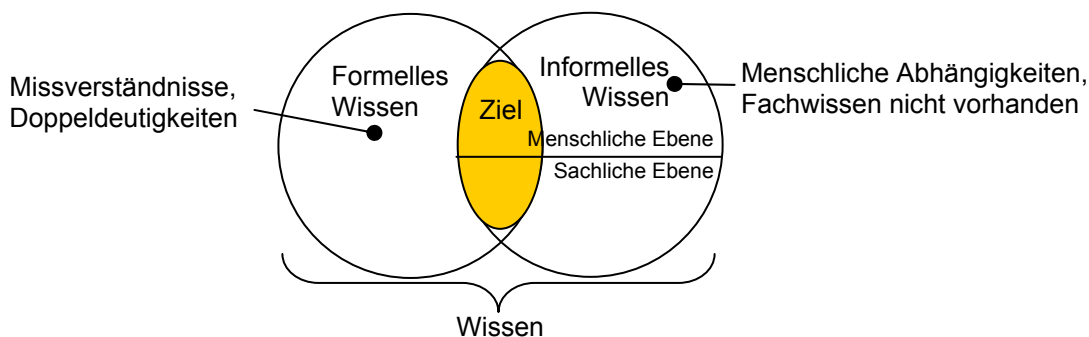 Missverständnisse,
Doppeldeutigkeiten
Formelles
Wissen
Ziel
Informelles
Wissen
Menschliche Ebene
Sachliche Ebene
Menschliche Abhängigkeiten,
Fachwissen nicht vorhanden
Wissen